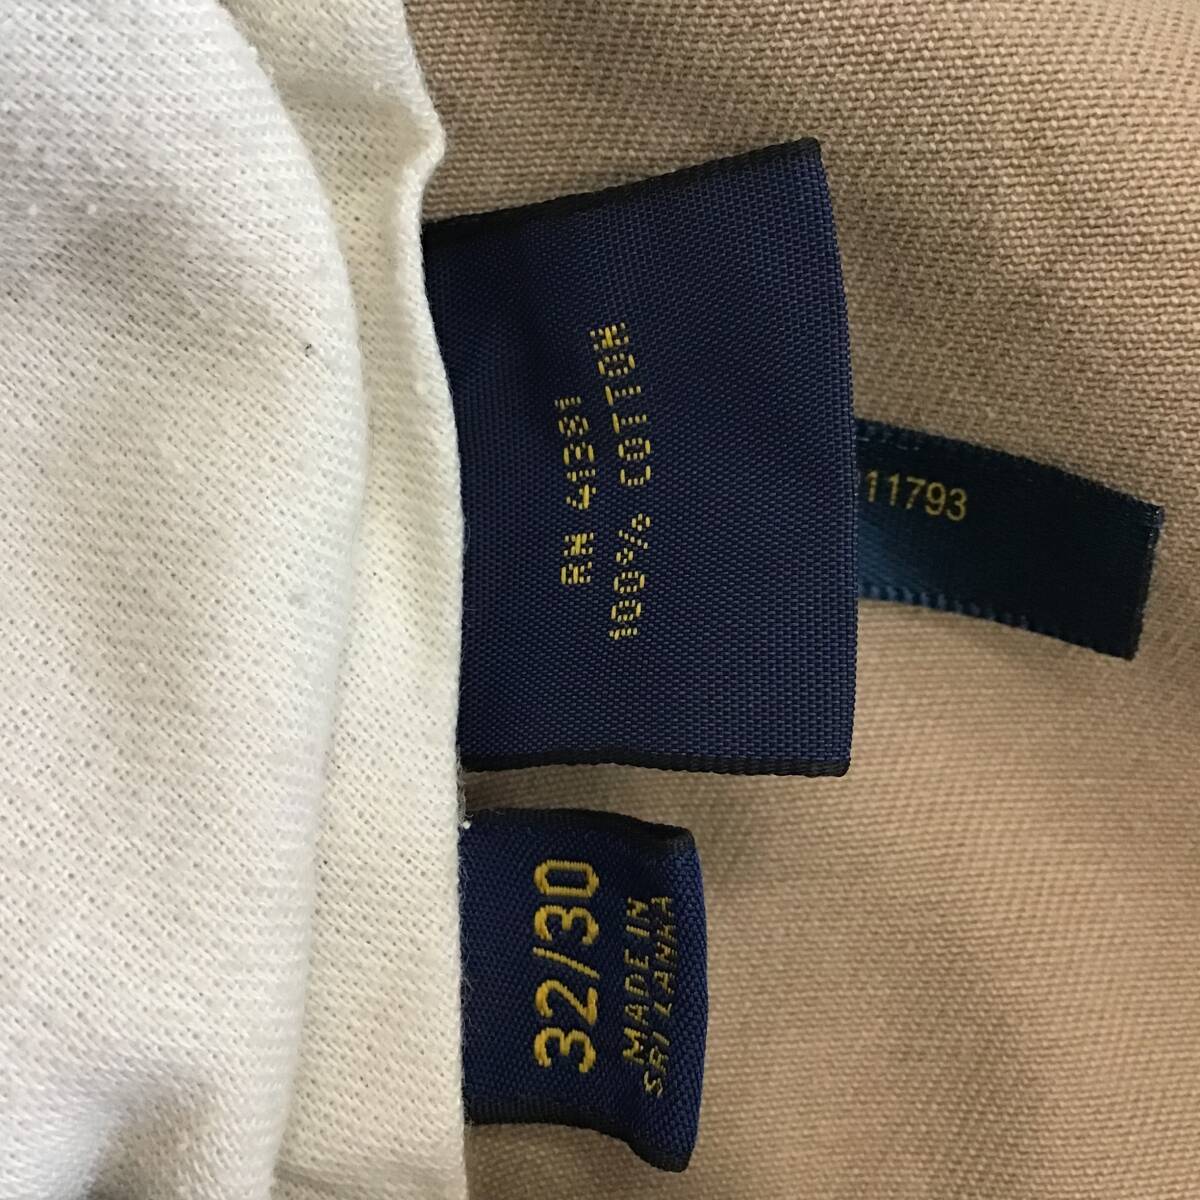 RN 41381
100% COTTON
11793
32/30
MADE IN
SRI LANKA